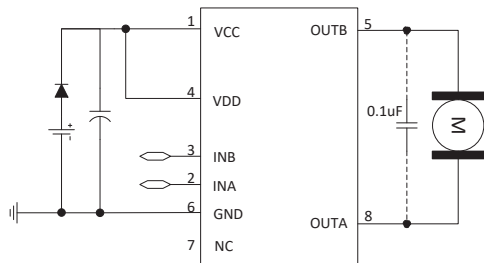 1 VCC OUTB 5
4 VDD
0.1uF
M
3 INB
2 INA
6 GND
OUTA 8
7 NC